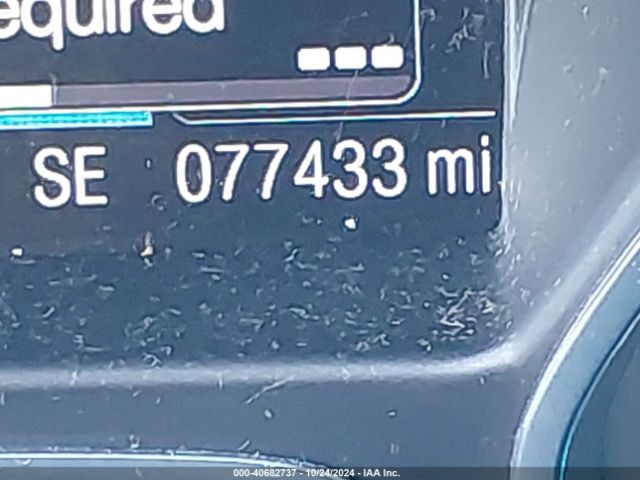 equired
SE 077433 mi
000-40682737 - 10/24/2024 - IAA Inc.